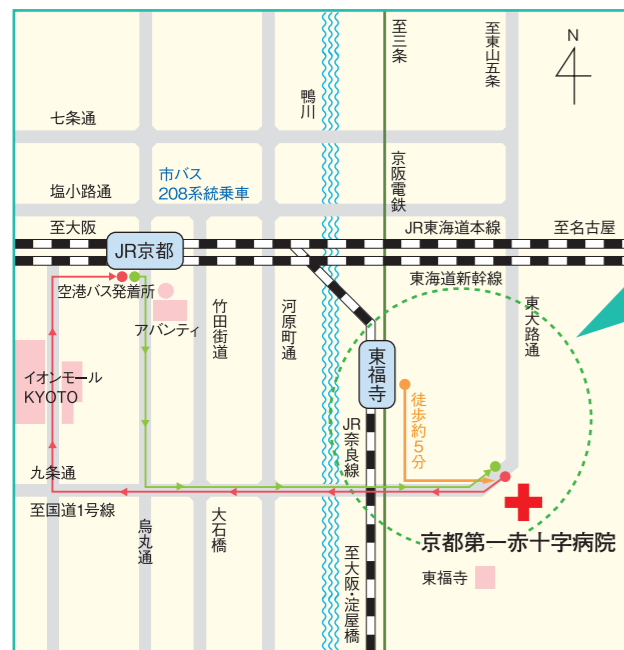 至三条
至東山五条
N
鴨川
七条通
京阪電鉄
市バス
208系統乗車
塩小路通
至大阪
JR東海道本線
至名古屋
JR京都
東海道新幹線
空港バス発着所
アバンティ
竹田街道
河原町通
東大路通
東福寺
イオンモール
KYOTO
徒歩約5分
JR奈良線
九条通
至国道1号線
烏丸通
大石橋
京都第一赤十字病院
至大阪・淀屋橋
東福寺